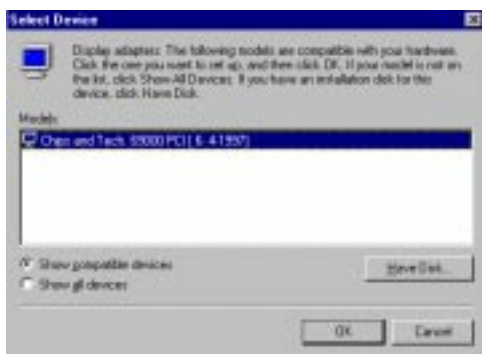 Select Device
Display adapters: The following models are compatible with your hardware.
Click the one you want to set up, and then click OK. If your model is not on
the list, click Show All Devices. If you have an installation disk for this
device, click Have Disk.
Models:
Chips and Tech. 69000 PCI [ 6- 4-1997]
Show compatible devices
Have Disk...
Show all devices
OK
Cancel